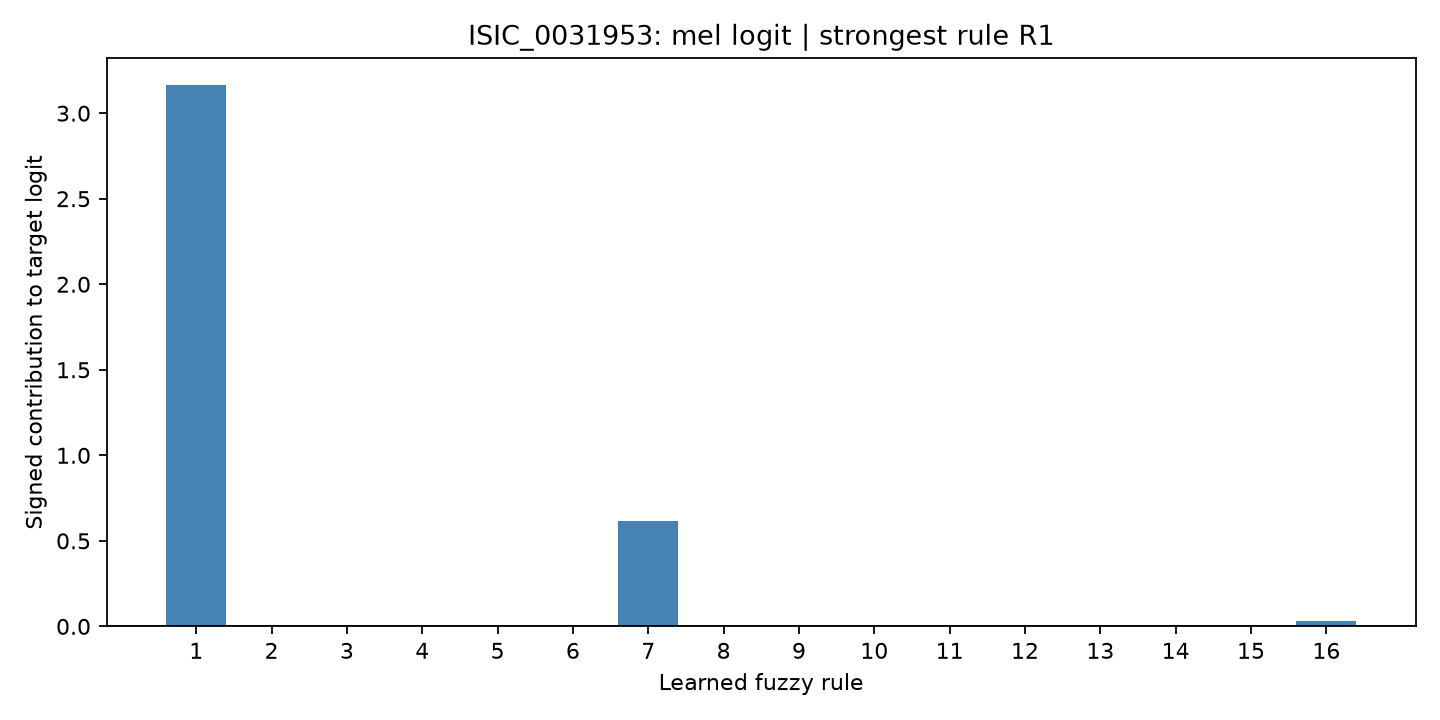 ISIC_0031953: mel logit | strongest rule R1
Signed contribution to target logit
3.0
2.5
2.0
1.5
1.0
0.5
0.0
1 2 3 4 5 6 7 8 9 10 11 12 13 14 15 16
Learned fuzzy rule